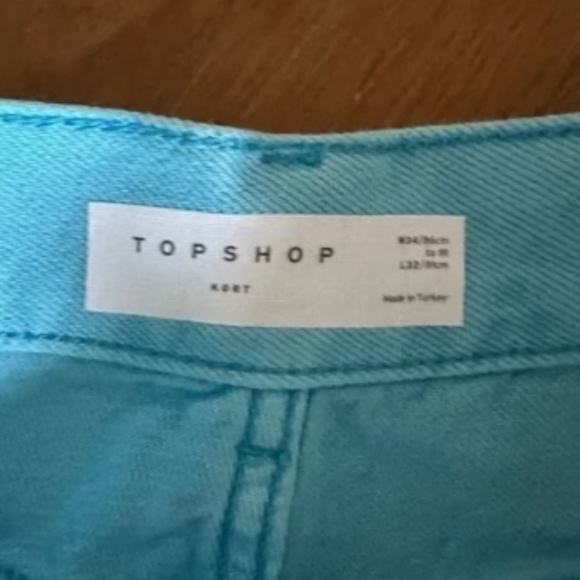 TOPSHOP
KORT
W34/86cm
to fit
L32/81cm
Made in Turkey